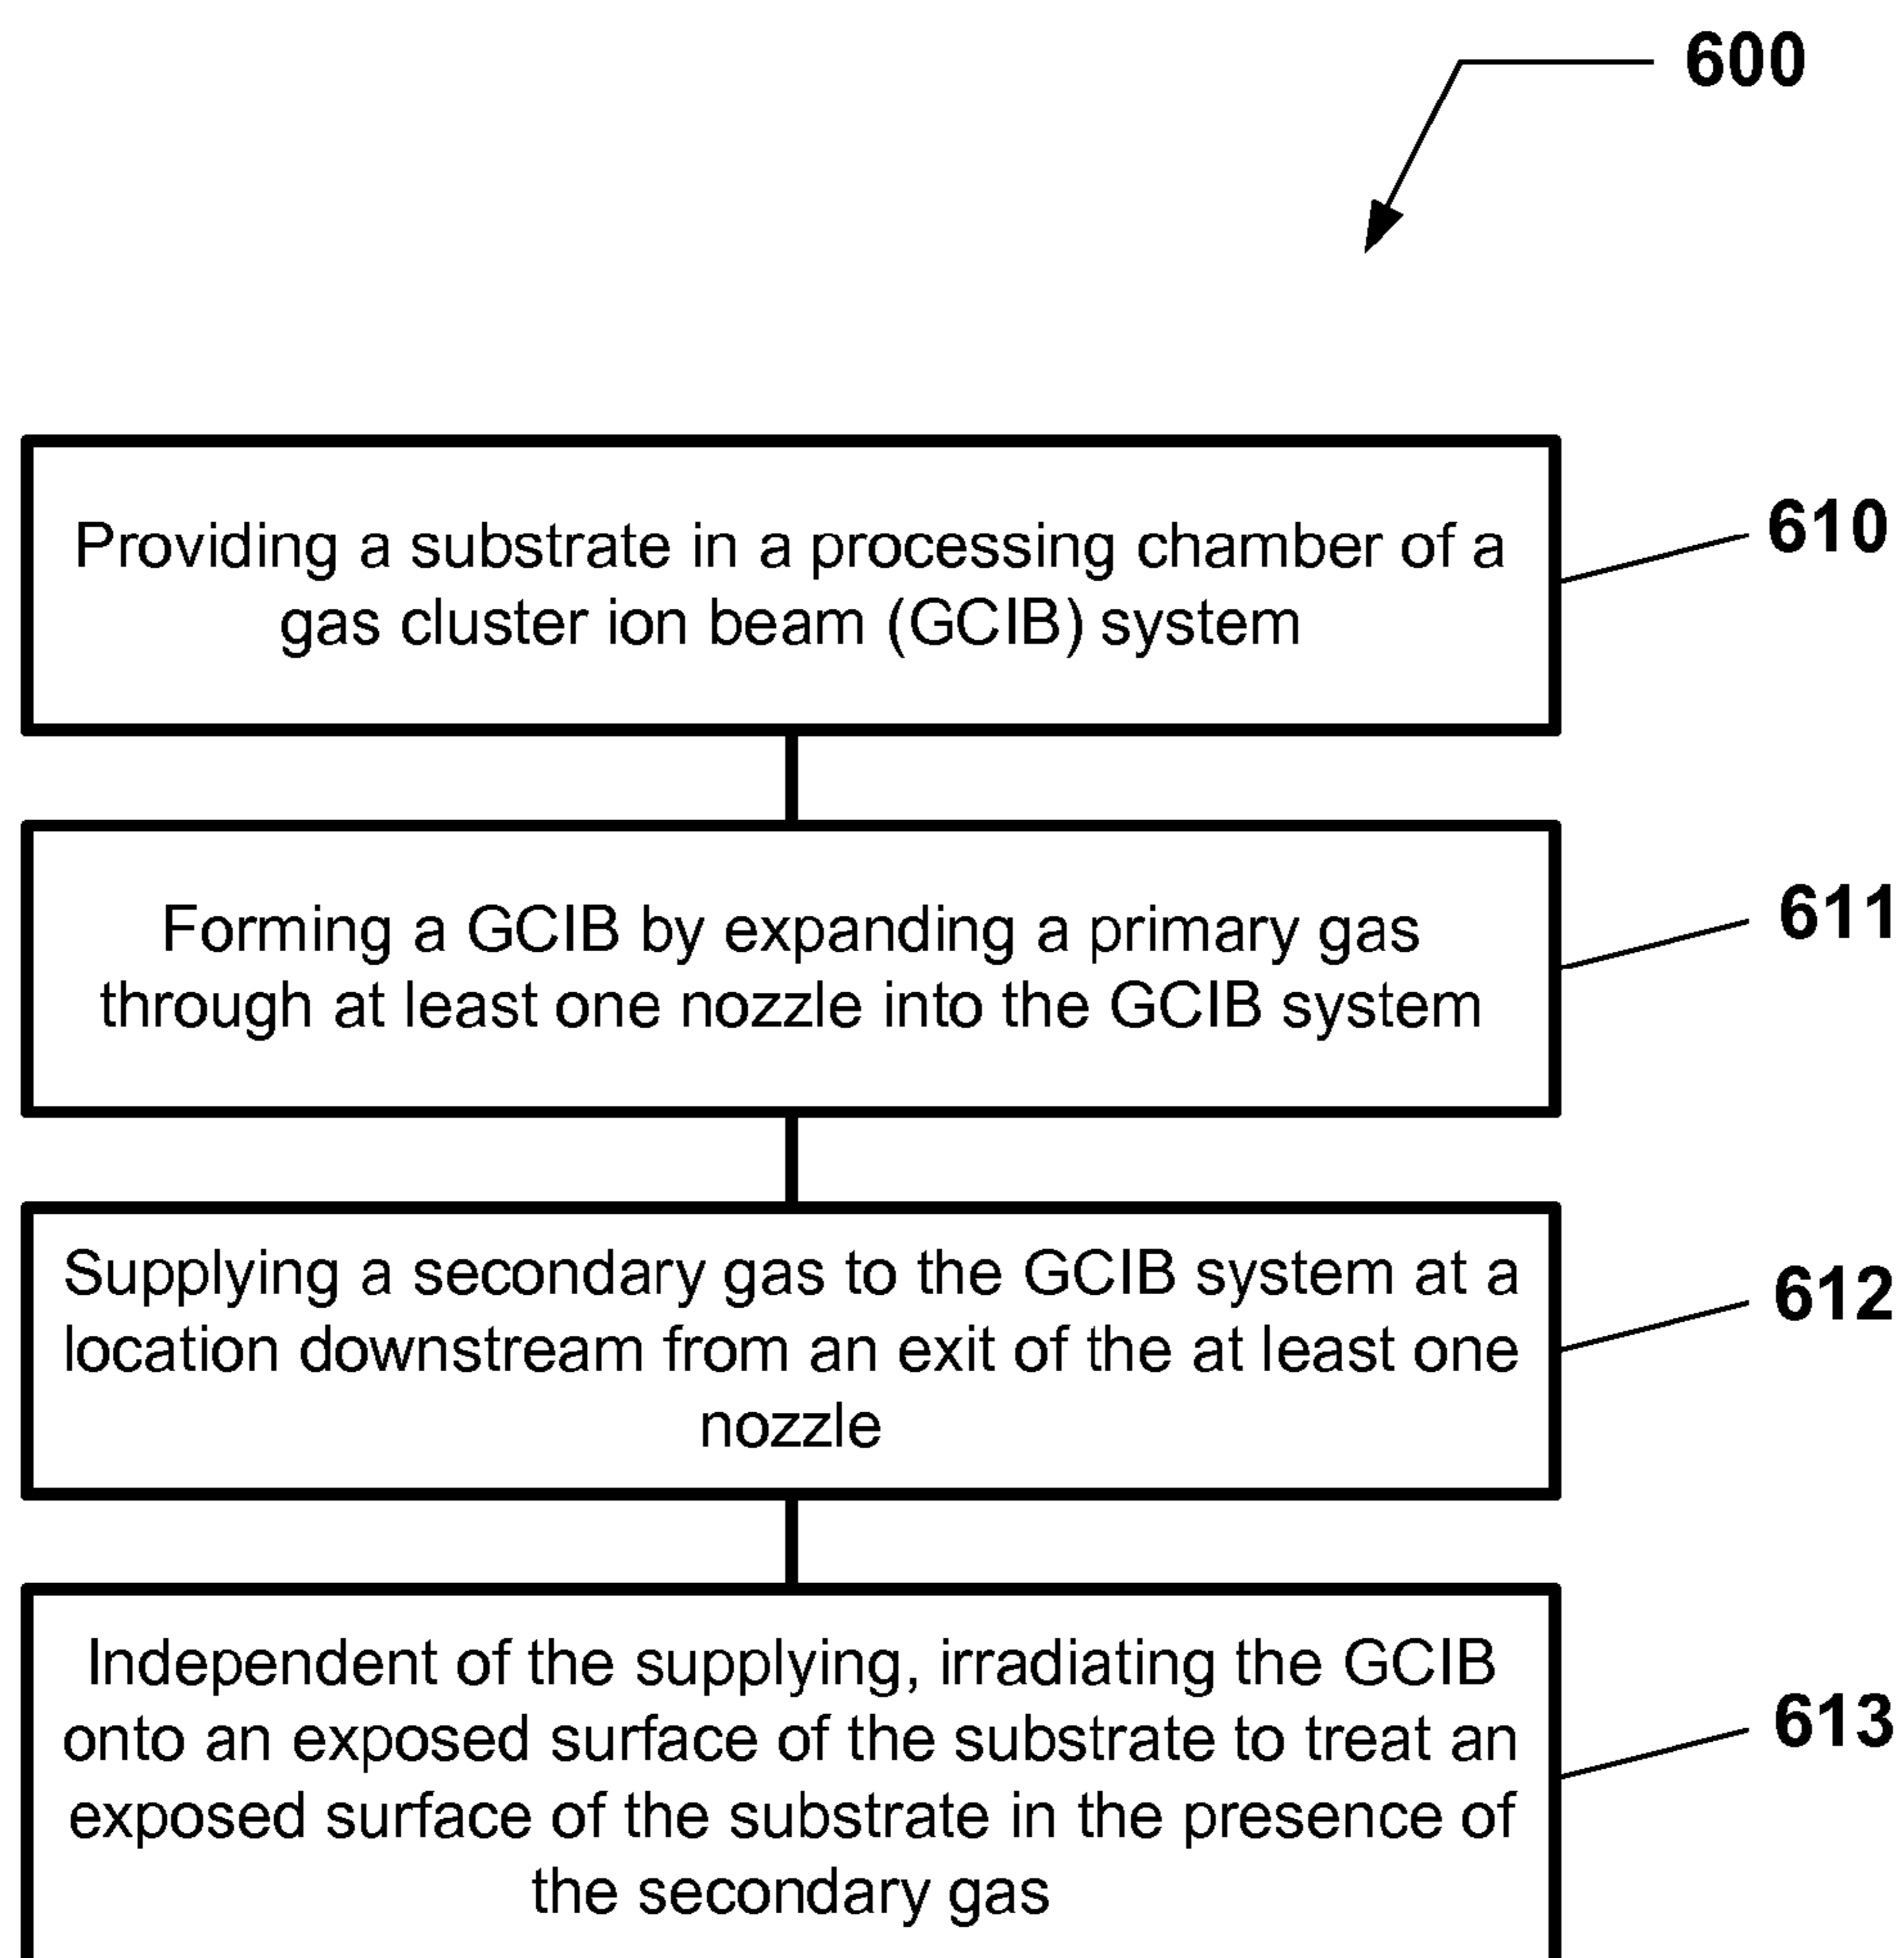 600
Providing a substrate in a processing chamber of a
gas cluster ion beam (GCIB) system
610
Forming a GCIB by expanding a primary gas
through at least one nozzle into the GCIB system
611
Supplying a secondary gas to the GCIB system at a
location downstream from an exit of the at least one
nozzle
612
Independent of the supplying, irradiating the GCIB
onto an exposed surface of the substrate to treat an
exposed surface of the substrate in the presence of
the secondary gas
613